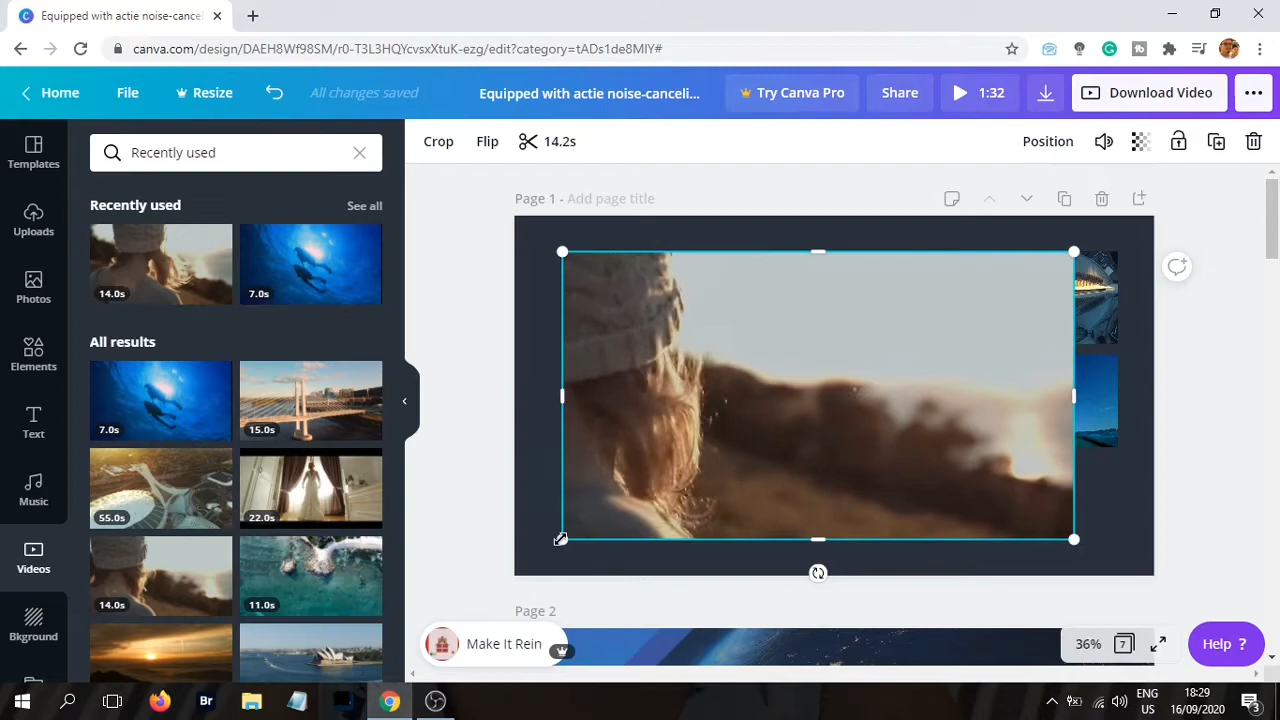 Equipped with actie noise-cancel
canva.com/design/DAEH8Wf98SM/r0-T3L3HQYcvsxXtuK-ezg/edit?category=tADs1de8MlY#
Home
File
Resize
All changes saved
Equipped with actie noise-canceli...
Try Canva Pro
Share
1:32
Download Video
Templates
Uploads
Photos
Elements
Text
Music
Videos
Bkground
Recently used
Recently used
See all
14.0s
7.0s
All results
7.0s
15.0s
55.0s
22.0s
14.0s
11.0s
Crop
Flip
14.2s
Position
Page 1 - Add page title
Page 2
Make It Rein
36%
7
Help ?
Br
ENG
US
18:29
16/09/2020
3